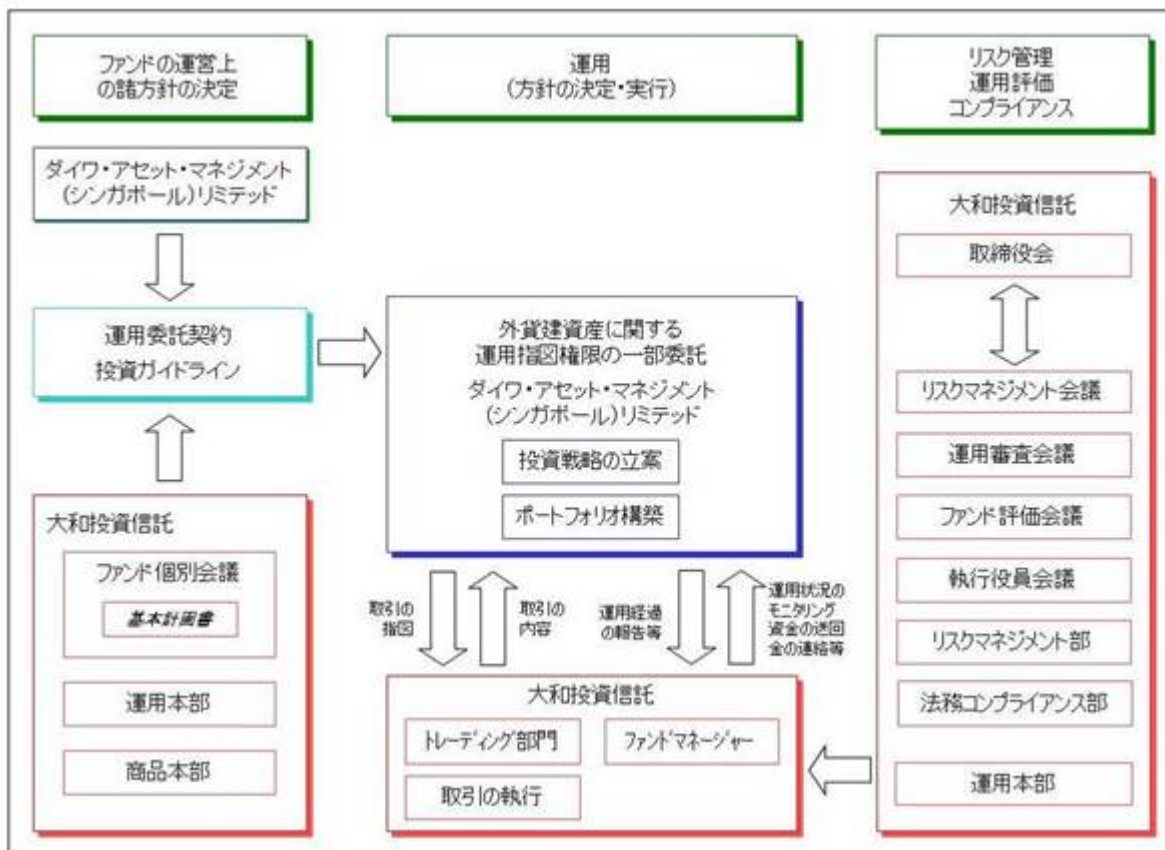 ファンドの運営上
の諸方針の決定
ダイワ・アセット・マネジメント
(シンガポール)リミテッド
運用委託契約
投資ガイドライン
大和投資信託
ファンド個別会議
基本計画書
運用本部
商品本部
運用
(方針の決定・実行)
外貨建資産に関する
運用指図権限の一部委託
ダイワ・アセット・マネジメント
(シンガポール)リミテッド
投資戦略の立案
ポートフォリオ構築
取引の
指図
取引の
内容
運用経過
の報告等
運用状況の
モニタリング
資金の送回
金の連絡等
大和投資信託
トレーディング部門
ファンドマネージャー
取引の執行
リスク管理
運用評価
コンプライアンス
大和投資信託
取締役会
リスクマネジメント会議
運用審査会議
ファンド評価会議
執行役員会議
リスクマネジメント部
法務コンプライアンス部
運用本部